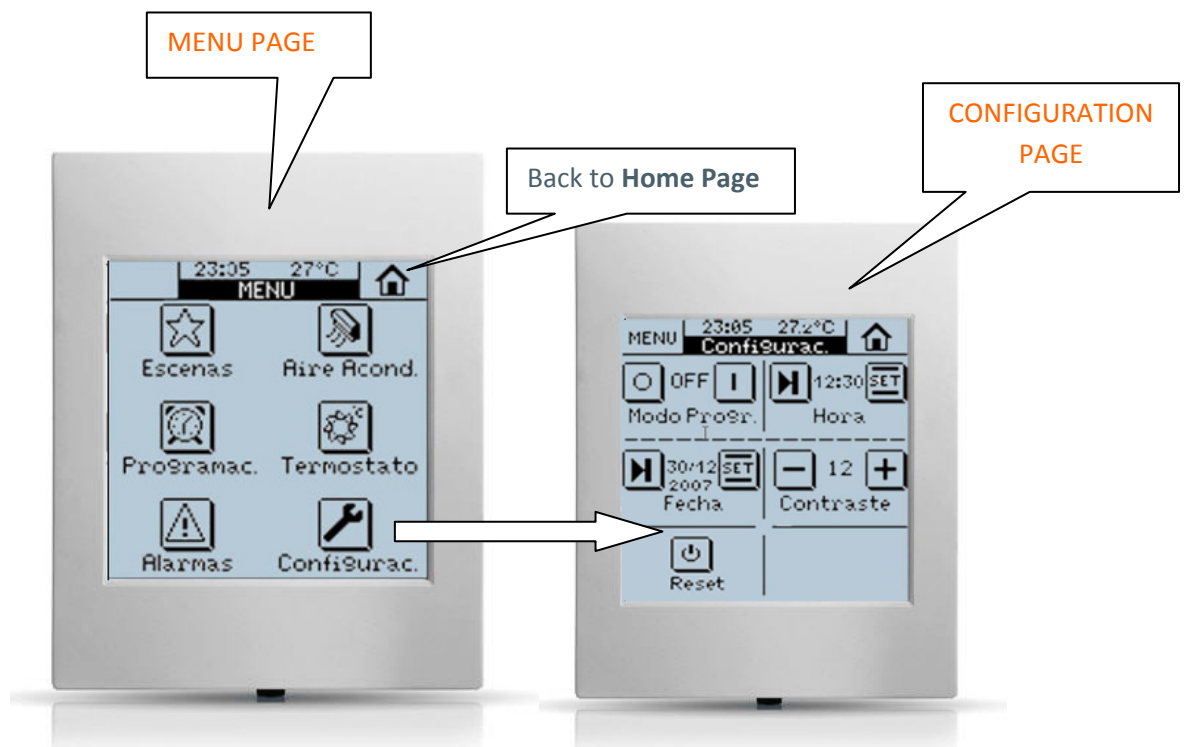 MENU PAGE
CONFIGURATION
PAGE
Back to Home Page
23:05 27°C
MENU
Escenas Aire Acond.
Programac. Termostato
Alarmas Configurac.
MENU 23:05 27.2°C
Configurac.
OFF 12:30 SET
Modo Progr. Hora
30/12 SET 12
2007
Fecha Contraste
Reset